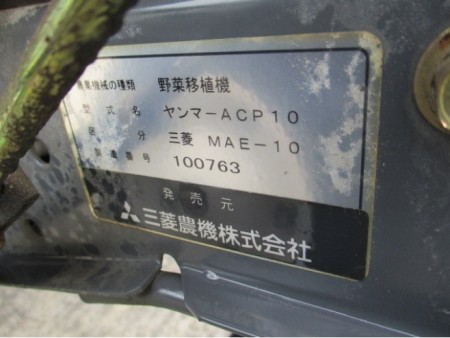 農業機械の種類 野菜移植機
型式名 ヤンマーACP10
区分 三菱 MAE-10
製造番号 100763
発売元
三菱農機株式会社